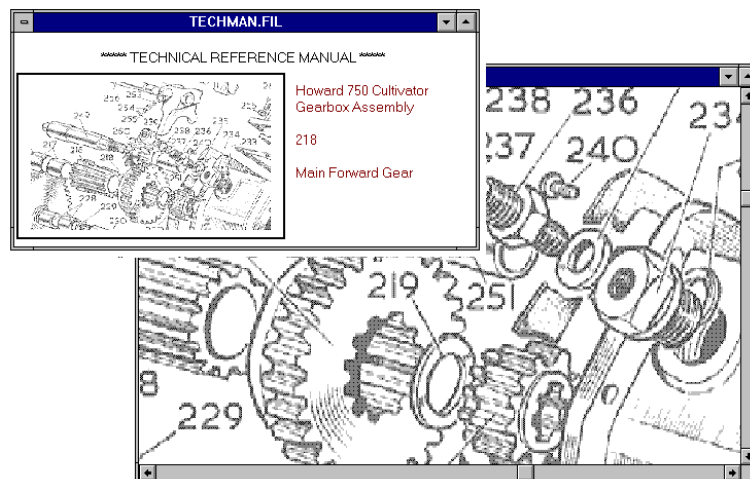 TECHMAN.FIL
***** TECHNICAL REFERENCE MANUAL *****
Howard 750 Cultivator
Gearbox Assembly
218
Main Forward Gear
238 236 234
237 240
219 251
8
229